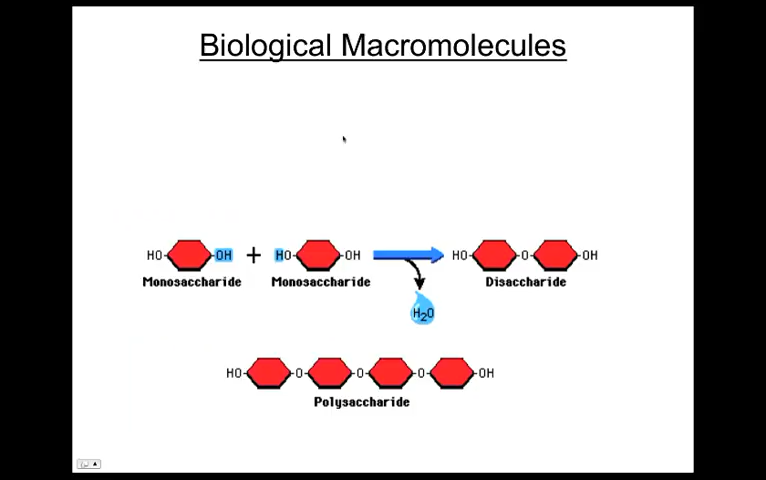 Biological Macromolecules
HO OH + HO OH HO O OH
Monosaccharide Monosaccharide Disaccharide
H₂O
HO O O O OH
Polysaccharide